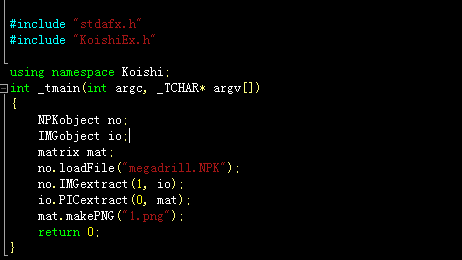 #include "stdafx.h"
#include "KoishiEx.h"
using namespace Koishi;
int _tmain(int argc, _TCHAR* argv[])
{
NPKobject no;
IMGobject io;
matrix mat;
no.loadFile("megadrill.NPK");
no.IMGextract(1, io);
io.PICextract(0, mat);
mat.makePNG("1.png");
return 0;
}